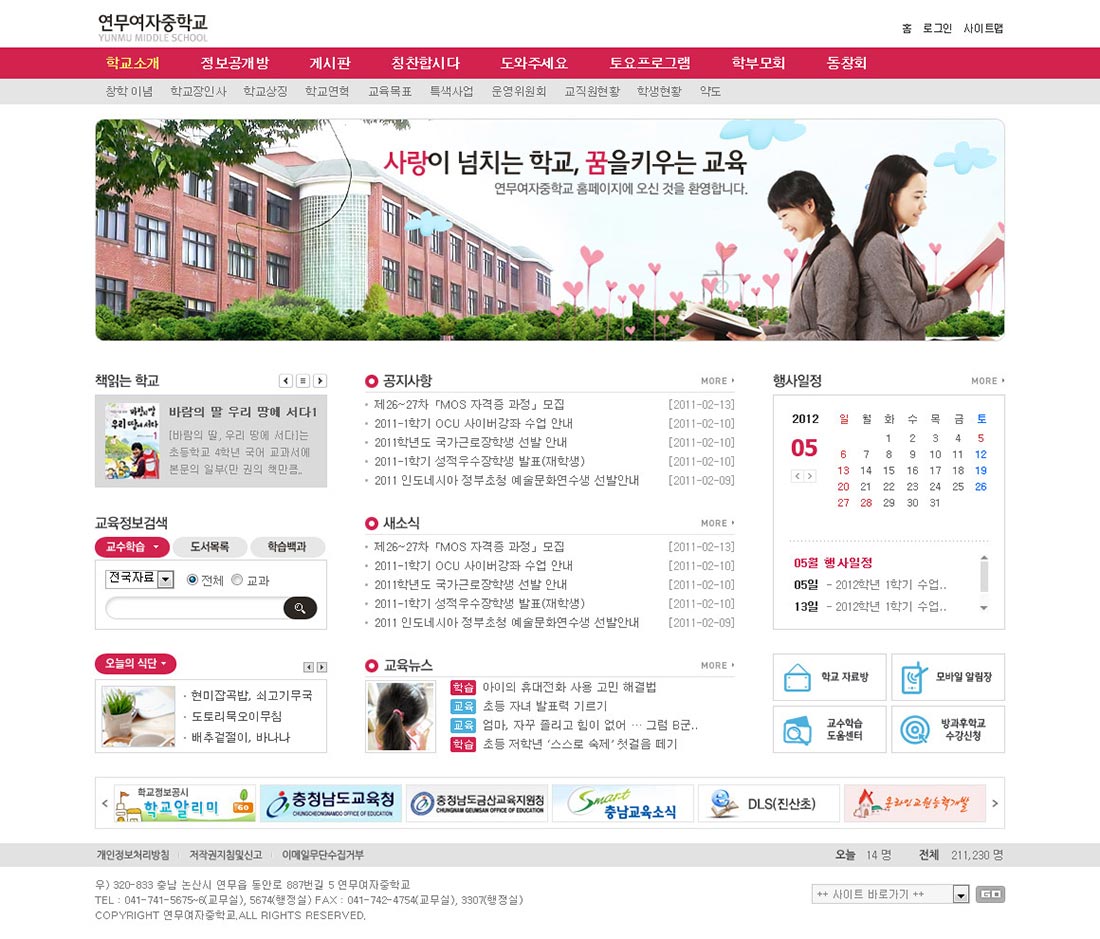 연무여자중학교
YUNMU MIDDLE SCHOOL
홈 로그인 사이트맵
학교소개 정보공개방 게시판 칭찬합시다 도와주세요 토요프로그램 학부모회 동창회
창학 이념 학교장인사 학교상징 학교연혁 교육목표 특색사업 운영위원회 교직원현황 학생현황 약도
사랑이 넘치는 학교, 꿈을키우는 교육
연무여자중학교 홈페이지에 오신 것을 환영합니다.
책읽는 학교
바람의 딸 우리 땅에 서다
바람의 딸 우리 땅에 서다1
[바람의 딸, 우리 땅에 서다]는
초등학교 4학년 국어 교과서에
본문의 일부(만 권의 책만큼..
공지사항 MORE
제26~27차 「MOS 자격증 과정」 모집 [2011-02-13]
2011-1학기 OCU 사이버강좌 수업 안내 [2011-02-10]
2011학년도 국가근로장학생 선발 안내 [2011-02-10]
2011-1학기 성적우수장학생 발표(재학생) [2011-02-10]
2011 인도네시아 정부초청 예술문화연수생 선발안내 [2011-02-09]
행사일정 MORE
2012
05
일 월 화 수 목 금 토
1 2 3 4 5
6 7 8 9 10 11 12
13 14 15 16 17 18 19
20 21 22 23 24 25 26
27 28 29 30 31
05월 행사일정
05일 - 2012학년 1학기 수업..
13일 - 2012학년 1학기 수업..
교육정보검색
교수학습 도서목록 학습백과
전국자료 전체 교과
새소식 MORE
제26~27차 「MOS 자격증 과정」 모집 [2011-02-13]
2011-1학기 OCU 사이버강좌 수업 안내 [2011-02-10]
2011학년도 국가근로장학생 선발 안내 [2011-02-10]
2011-1학기 성적우수장학생 발표(재학생) [2011-02-10]
2011 인도네시아 정부초청 예술문화연수생 선발안내 [2011-02-09]
오늘의 식단
· 현미잡곡밥, 쇠고기무국
· 도토리묵오이무침
· 배추겉절이, 바나나
교육뉴스 MORE
학습 아이의 휴대전화 사용 고민 해결법
교육 초등 자녀 발표력 기르기
교육 엄마, 자꾸 졸리고 힘이 없어 … 그럼 B군..
학습 초등 저학년 '스스로 숙제' 첫걸음 떼기
학교 자료방
모바일 알림장
교수학습
도움센터
방과후학교
수강신청
학교정보공시
학교알리미 GO
충청남도교육청
CHUNGCHEONGNAMDO OFFICE OF EDUCATION
충청남도금산교육지원청
CHUNGNAM GEUMSAN OFFICE OF EDUCATION
Smart
충남교육소식
DLS(진산초)
온라인교원능력개발
개인정보처리방침 저작권지침및신고 이메일무단수집거부
오늘 14 명 전체 211,230 명
우) 320-833 충남 논산시 연무읍 동안로 887번길 5 연무여자중학교
TEL : 041-741-5675~6(교무실), 5674(행정실) FAX : 041-742-4754(교무실), 3307(행정실)
COPYRIGHT 연무여자중학교.ALL RIGHTS RESERVED.
++ 사이트 바로가기 ++ GO